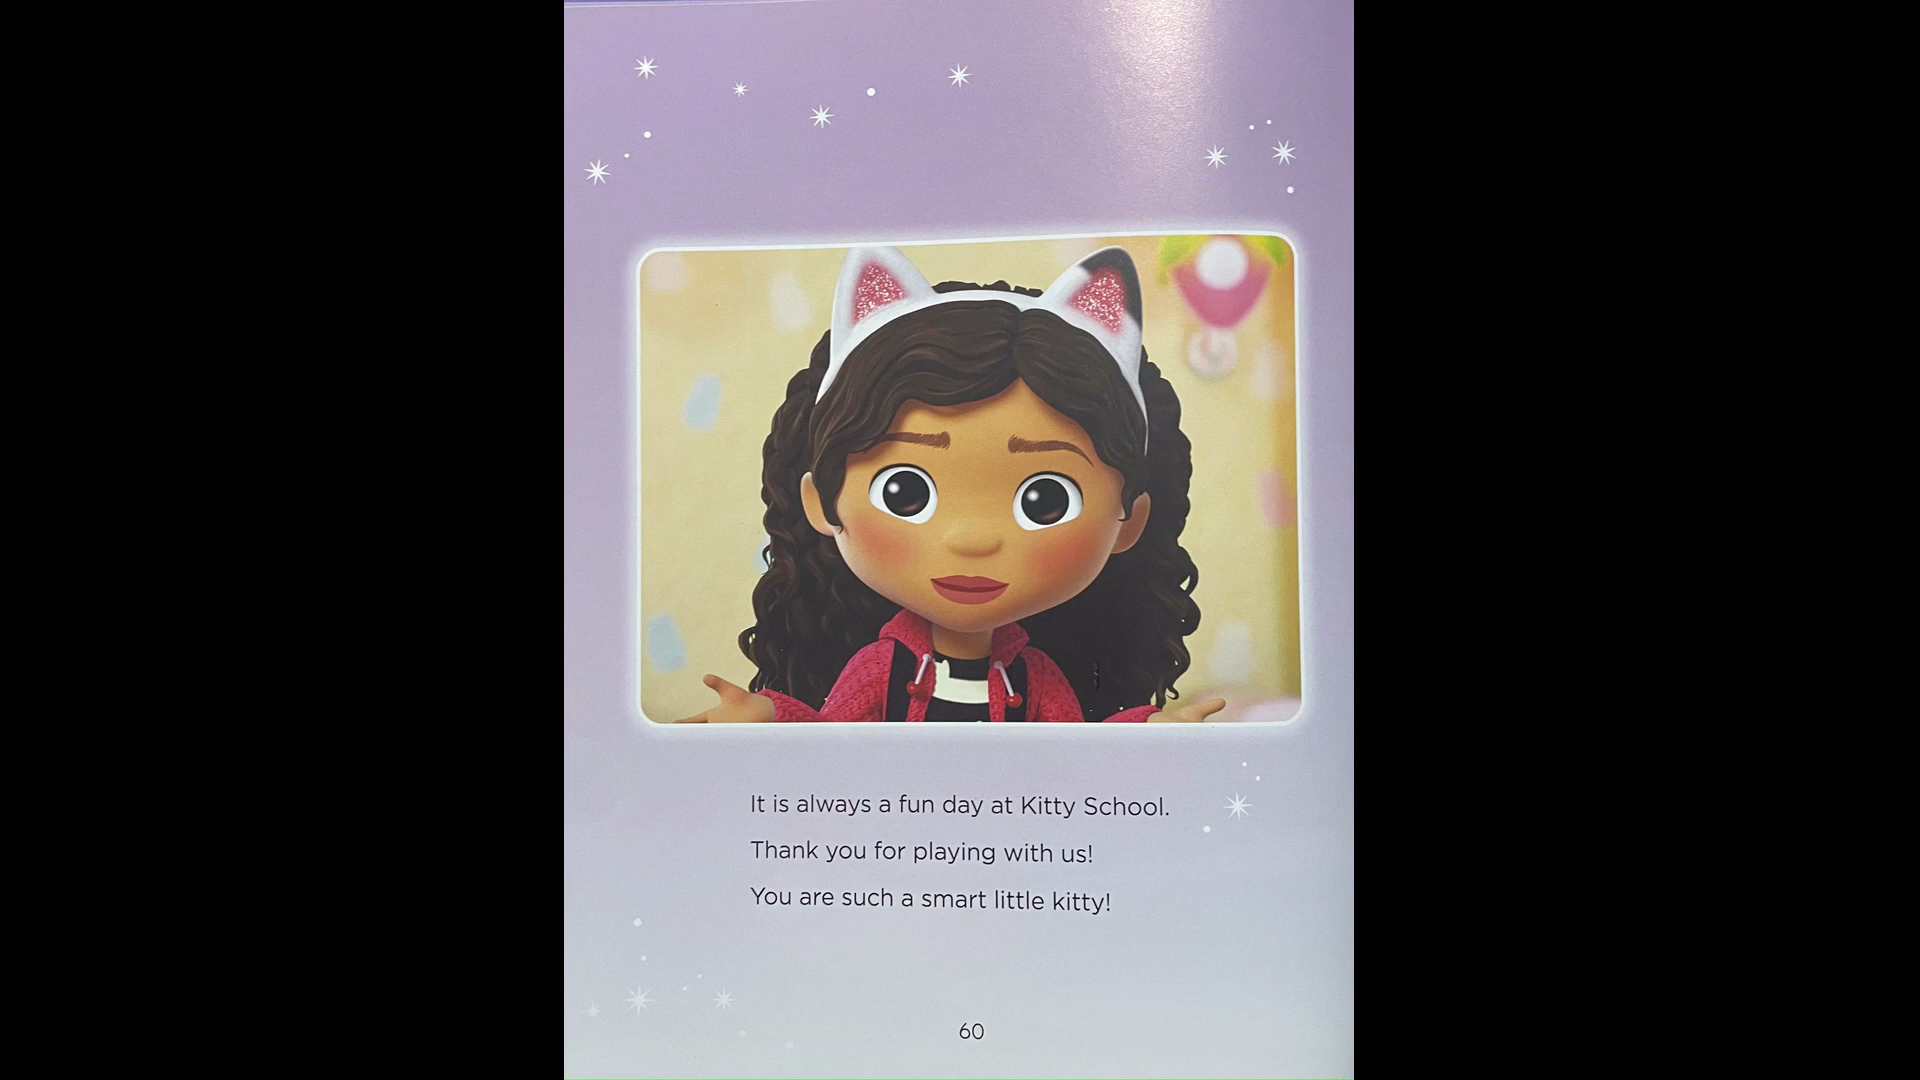 It is always a fun day at Kitty School.
Thank you for playing with us!
You are such a smart little kitty!
60